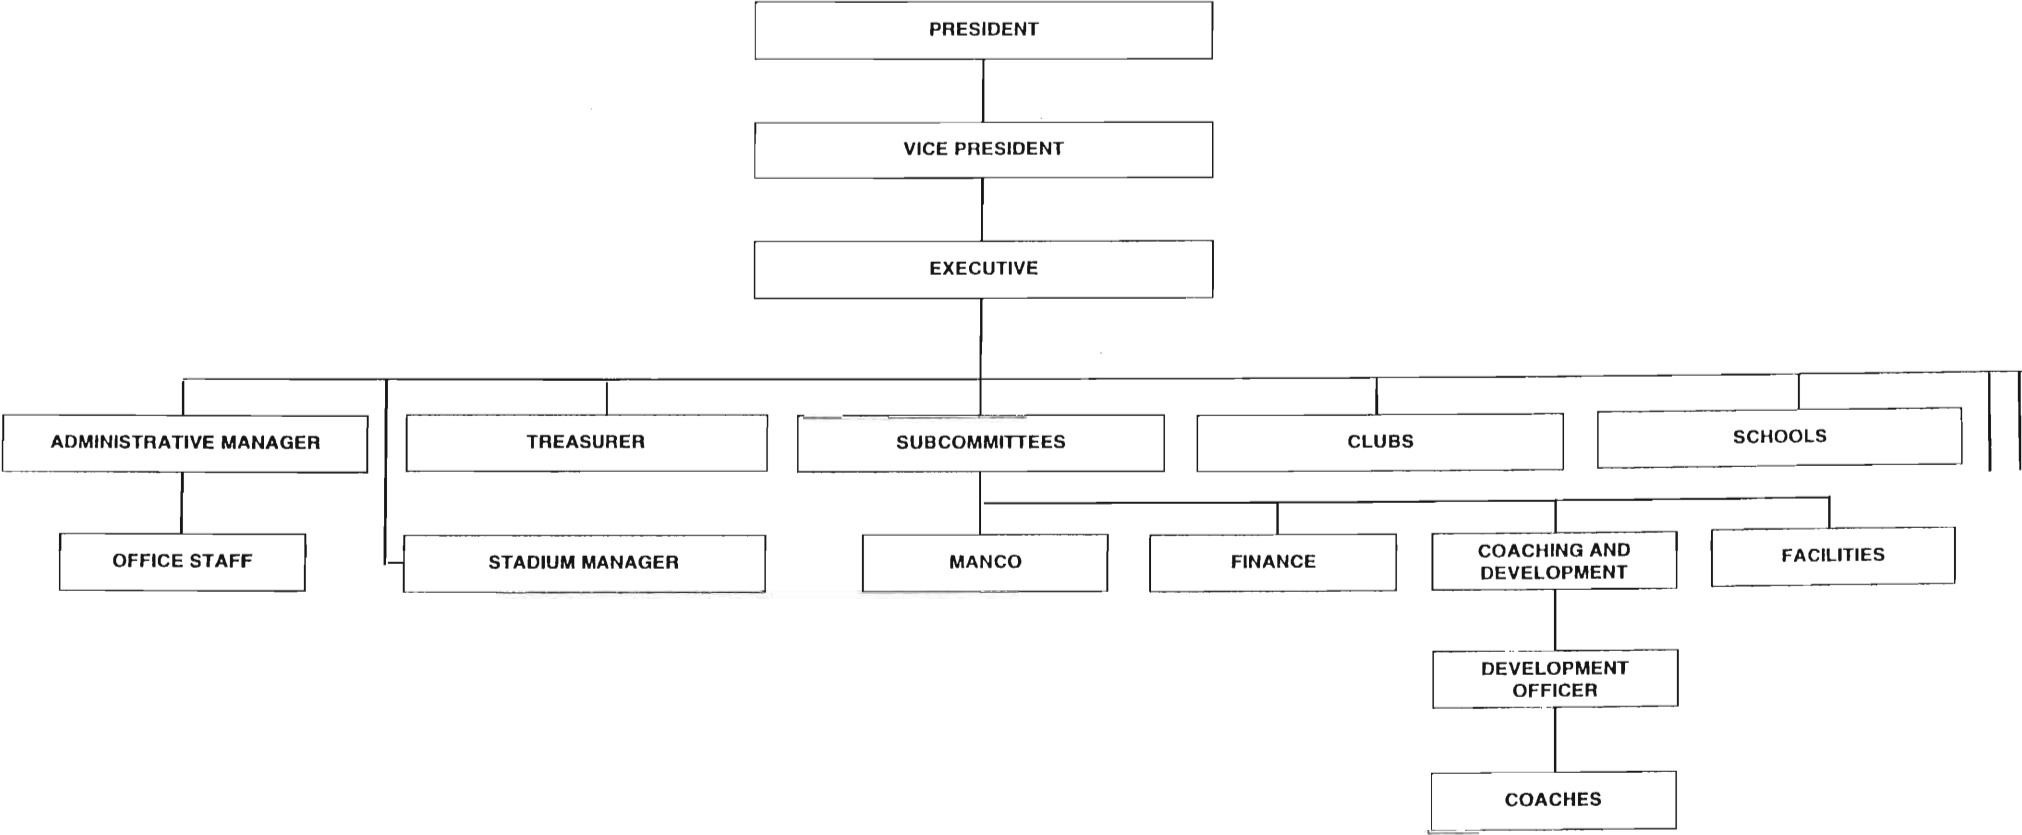 PRESIDENT
VICE PRESIDENT
EXECUTIVE
ADMINISTRATIVE MANAGER
TREASURER
SUBCOMMITTEES
CLUBS
SCHOOLS
OFFICE STAFF
STADIUM MANAGER
MANCO
FINANCE
COACHING AND
DEVELOPMENT
FACILITIES
DEVELOPMENT
OFFICER
COACHES